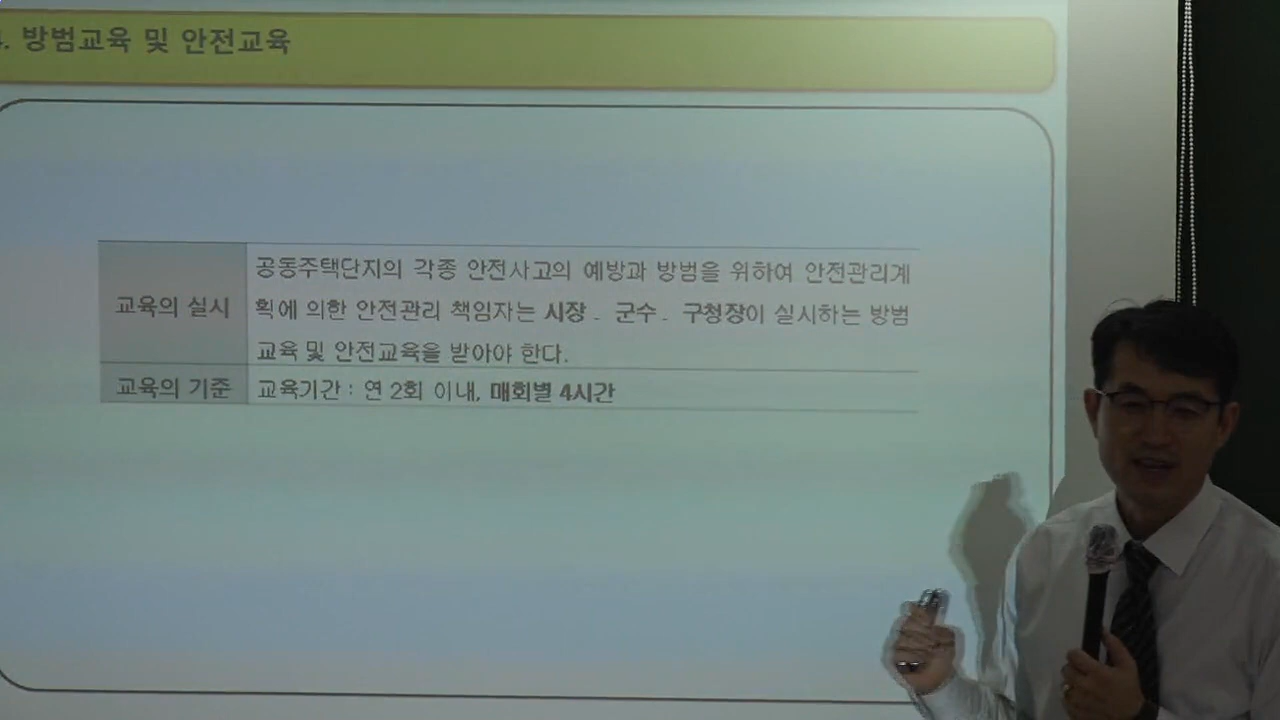 4. 방범교육 및 안전교육
교육의 실시
공동주택단지의 각종 안전사고의 예방과 방범을 위하여 안전관리계
획에 의한 안전관리 책임자는 시장 . 군수 . 구청장이 실시하는 방범
교육 및 안전교육을 받아야 한다.
교육의 기준
교육기간 : 연 2회 이내, 매회별 4시간